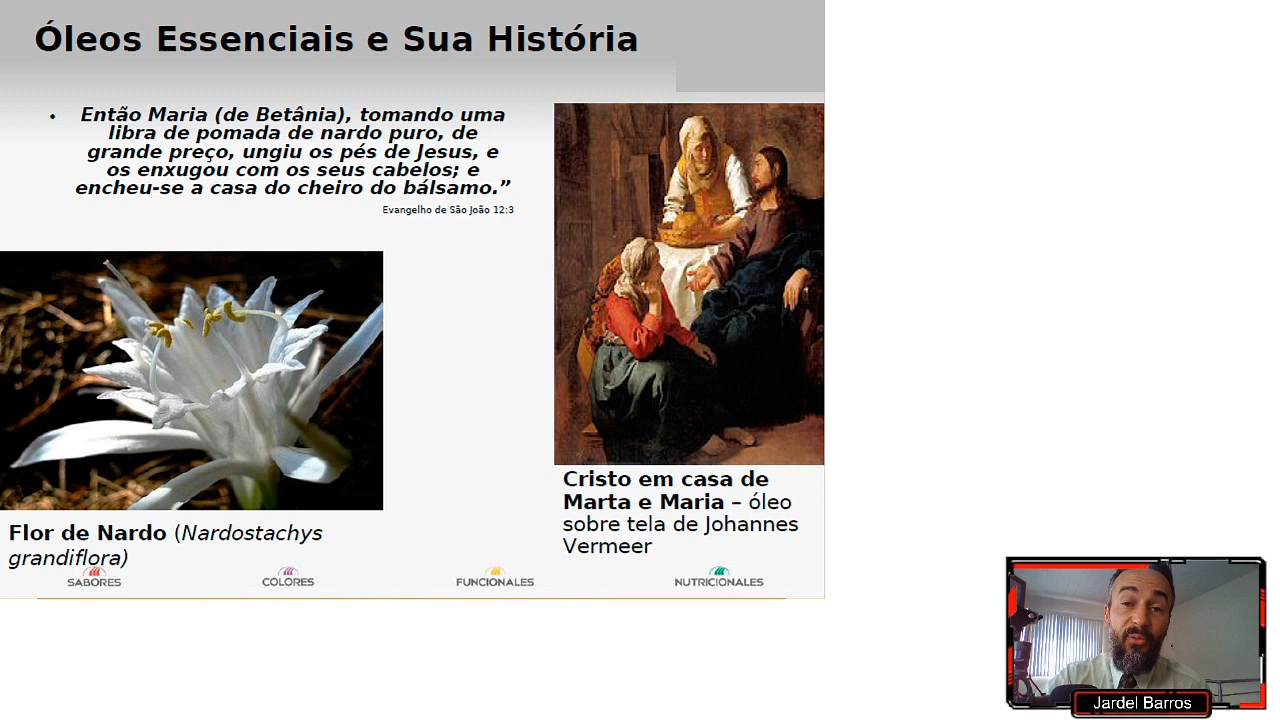 Óleos Essenciais e Sua História
• Então Maria (de Betânia), tomando uma
libra de pomada de nardo puro, de
grande preço, ungiu os pés de Jesus, e
os enxugou com os seus cabelos; e
encheu-se a casa do cheiro do bálsamo.”
Evangelho de São João 12:3
Flor de Nardo (Nardostachys
grandiflora)
Cristo em casa de
Marta e Maria – óleo
sobre tela de Johannes
Vermeer
SABORES
COLORES
FUNCIONALES
NUTRICIONALES
Jardel Barros